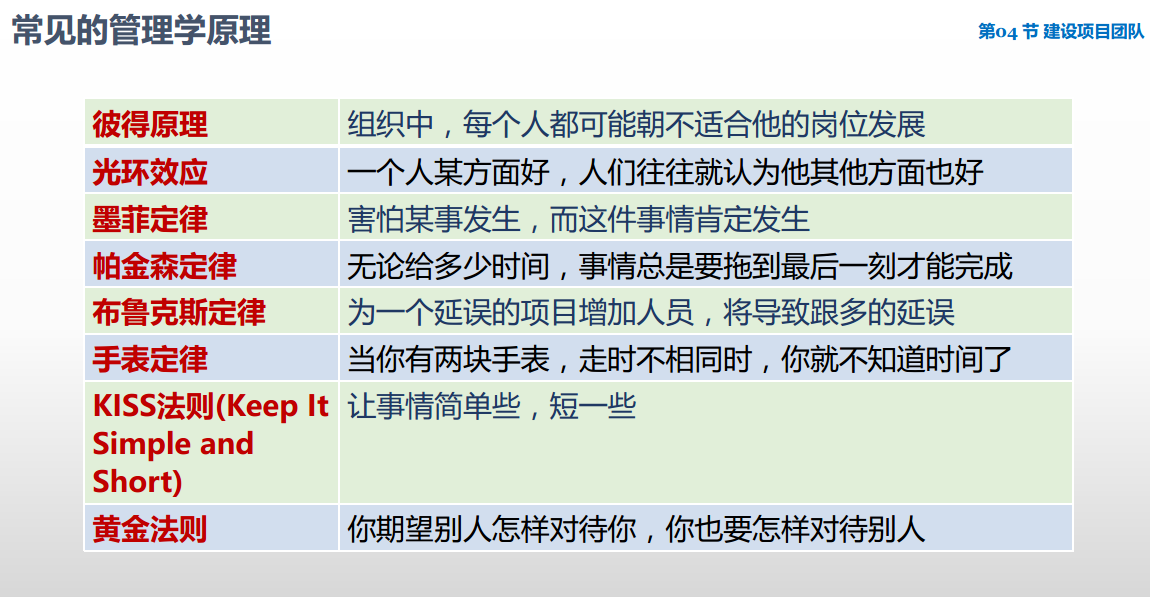 常见的管理学原理
第04 节 建设项目团队
彼得原理
组织中，每个人都可能朝不适合他的岗位发展
光环效应
一个人某方面好，人们往往就认为他其他方面也好
墨菲定律
害怕某事发生，而这件事情肯定发生
帕金森定律
无论给多少时间，事情总是要拖到最后一刻才能完成
布鲁克斯定律
为一个延误的项目增加人员，将导致跟多的延误
手表定律
当你有两块手表，走时不相同时，你就不知道时间了
KISS法则(Keep It
Simple and
Short)
让事情简单些，短一些
黄金法则
你期望别人怎样对待你，你也要怎样对待别人